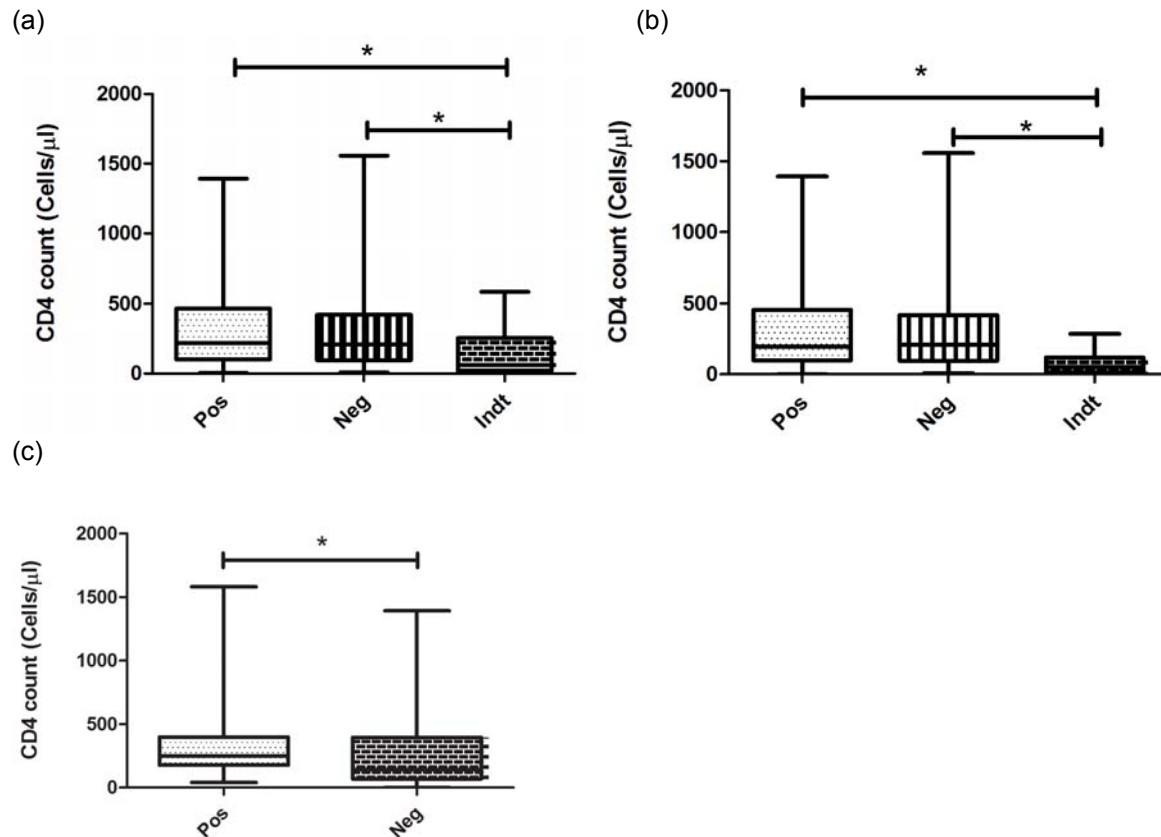 (a)
*
*
2000
1500
1000
500
0
CD4 count (Cells/μl)
Pos
Neg
Indt
(b)
*
*
2000
1500
1000
500
0
CD4 count (Cells/μl)
Pos
Neg
Indt
(c)
*
2000
1500
1000
500
0
CD4 count (Cells/μl)
Pos
Neg